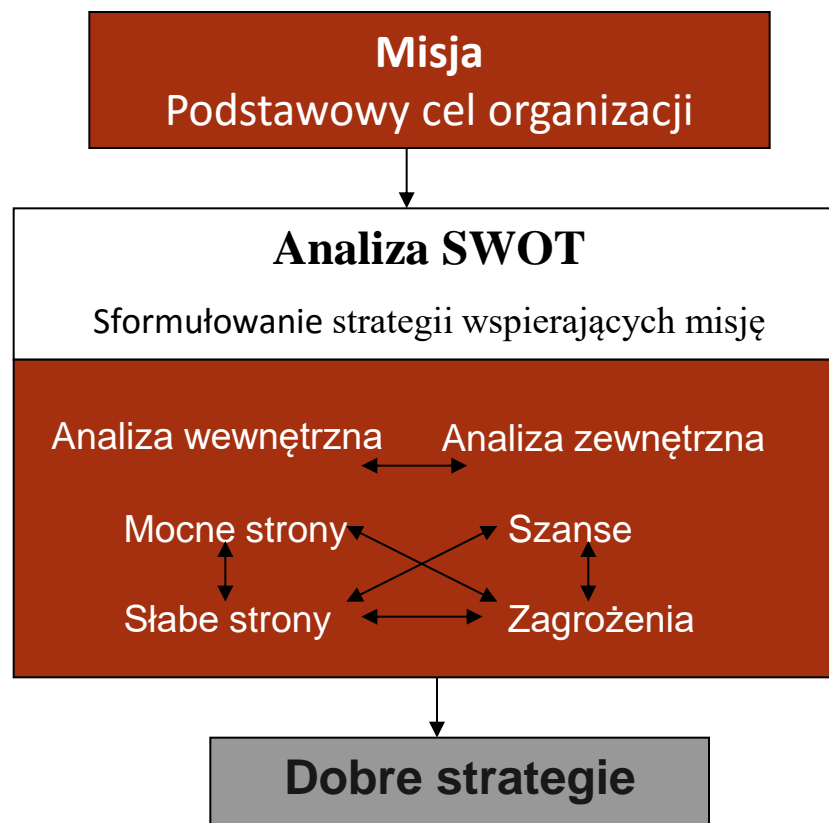 Misja
Podstawowy cel organizacji
Analiza SWOT
Sformułowanie strategii wspierających misję
Analiza wewnętrzna Analiza zewnętrzna
Mocne strony Szanse
Słabe strony Zagrożenia
Dobre strategie